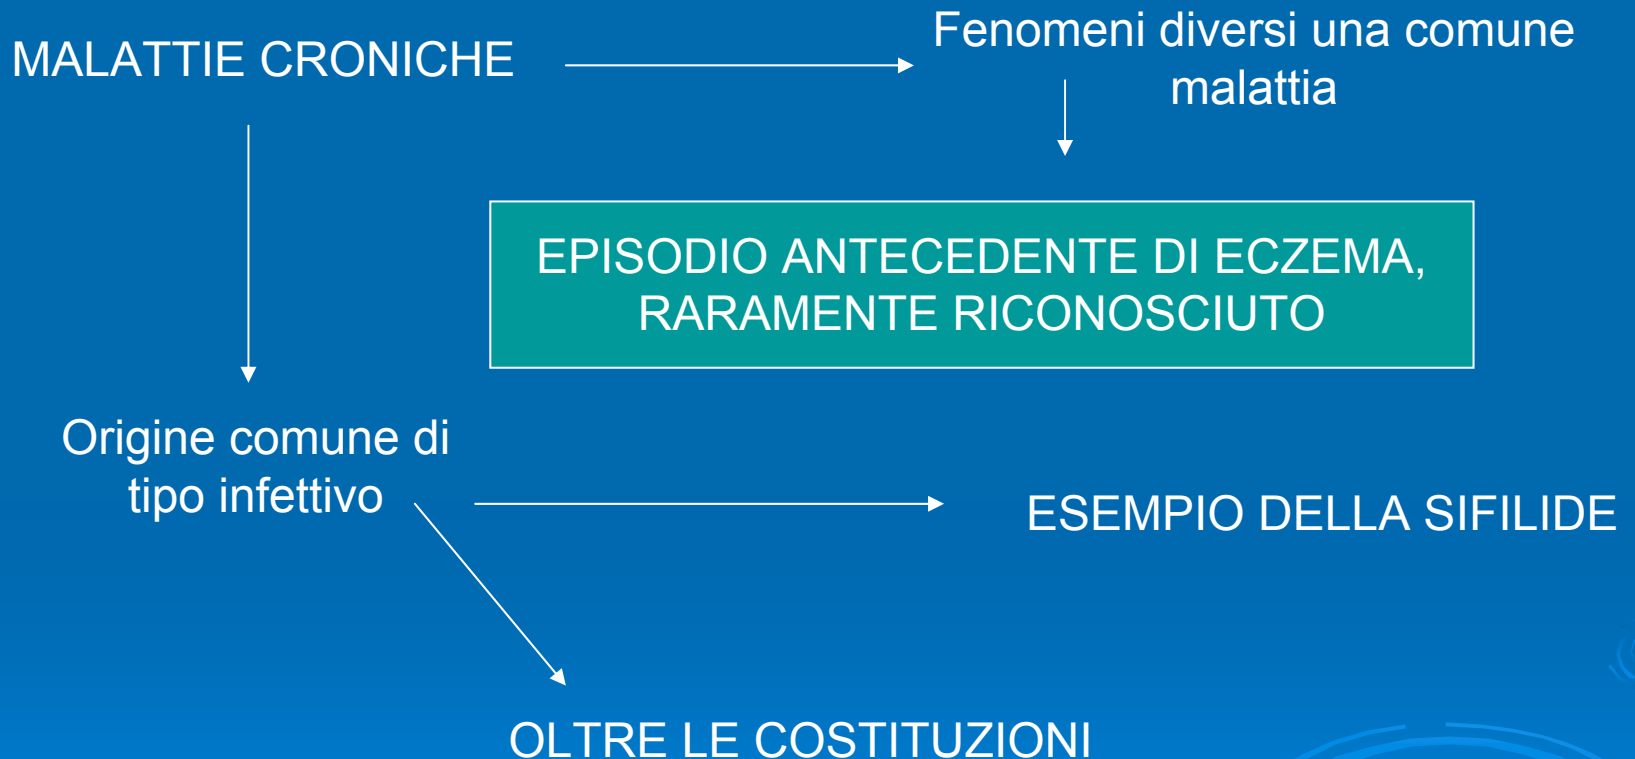 MALATTIE CRONICHE
Fenomeni diversi una comune
malattia
EPISODIO ANTECEDENTE DI ECZEMA,
RARAMENTE RICONOSCIUTO
Origine comune di
tipo infettivo
ESEMPIO DELLA SIFILIDE
OLTRE LE COSTITUZIONI